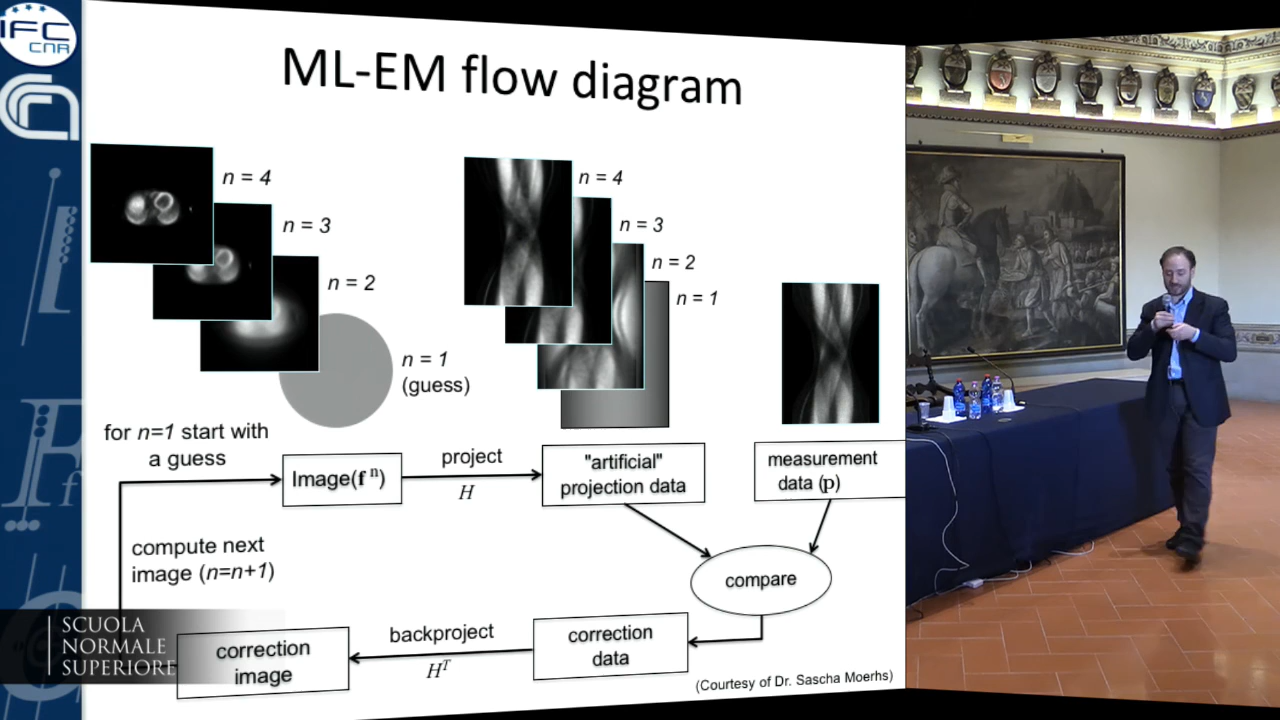 IFC
CNR
ML-EM flow diagram
n = 4
n = 3
n = 2
n = 1
(guess)
n = 4
n = 3
n = 2
n = 1
for n=1 start with
a guess
Image(f n)
project
H
"artificial"
projection data
measurement
data (p)
compute next
image (n=n+1)
compare
correction
image
backproject
H^T
correction
data
(Courtesy of Dr. Sascha Moerhs)
SCUOLA
NORMALE
SUPERIORE